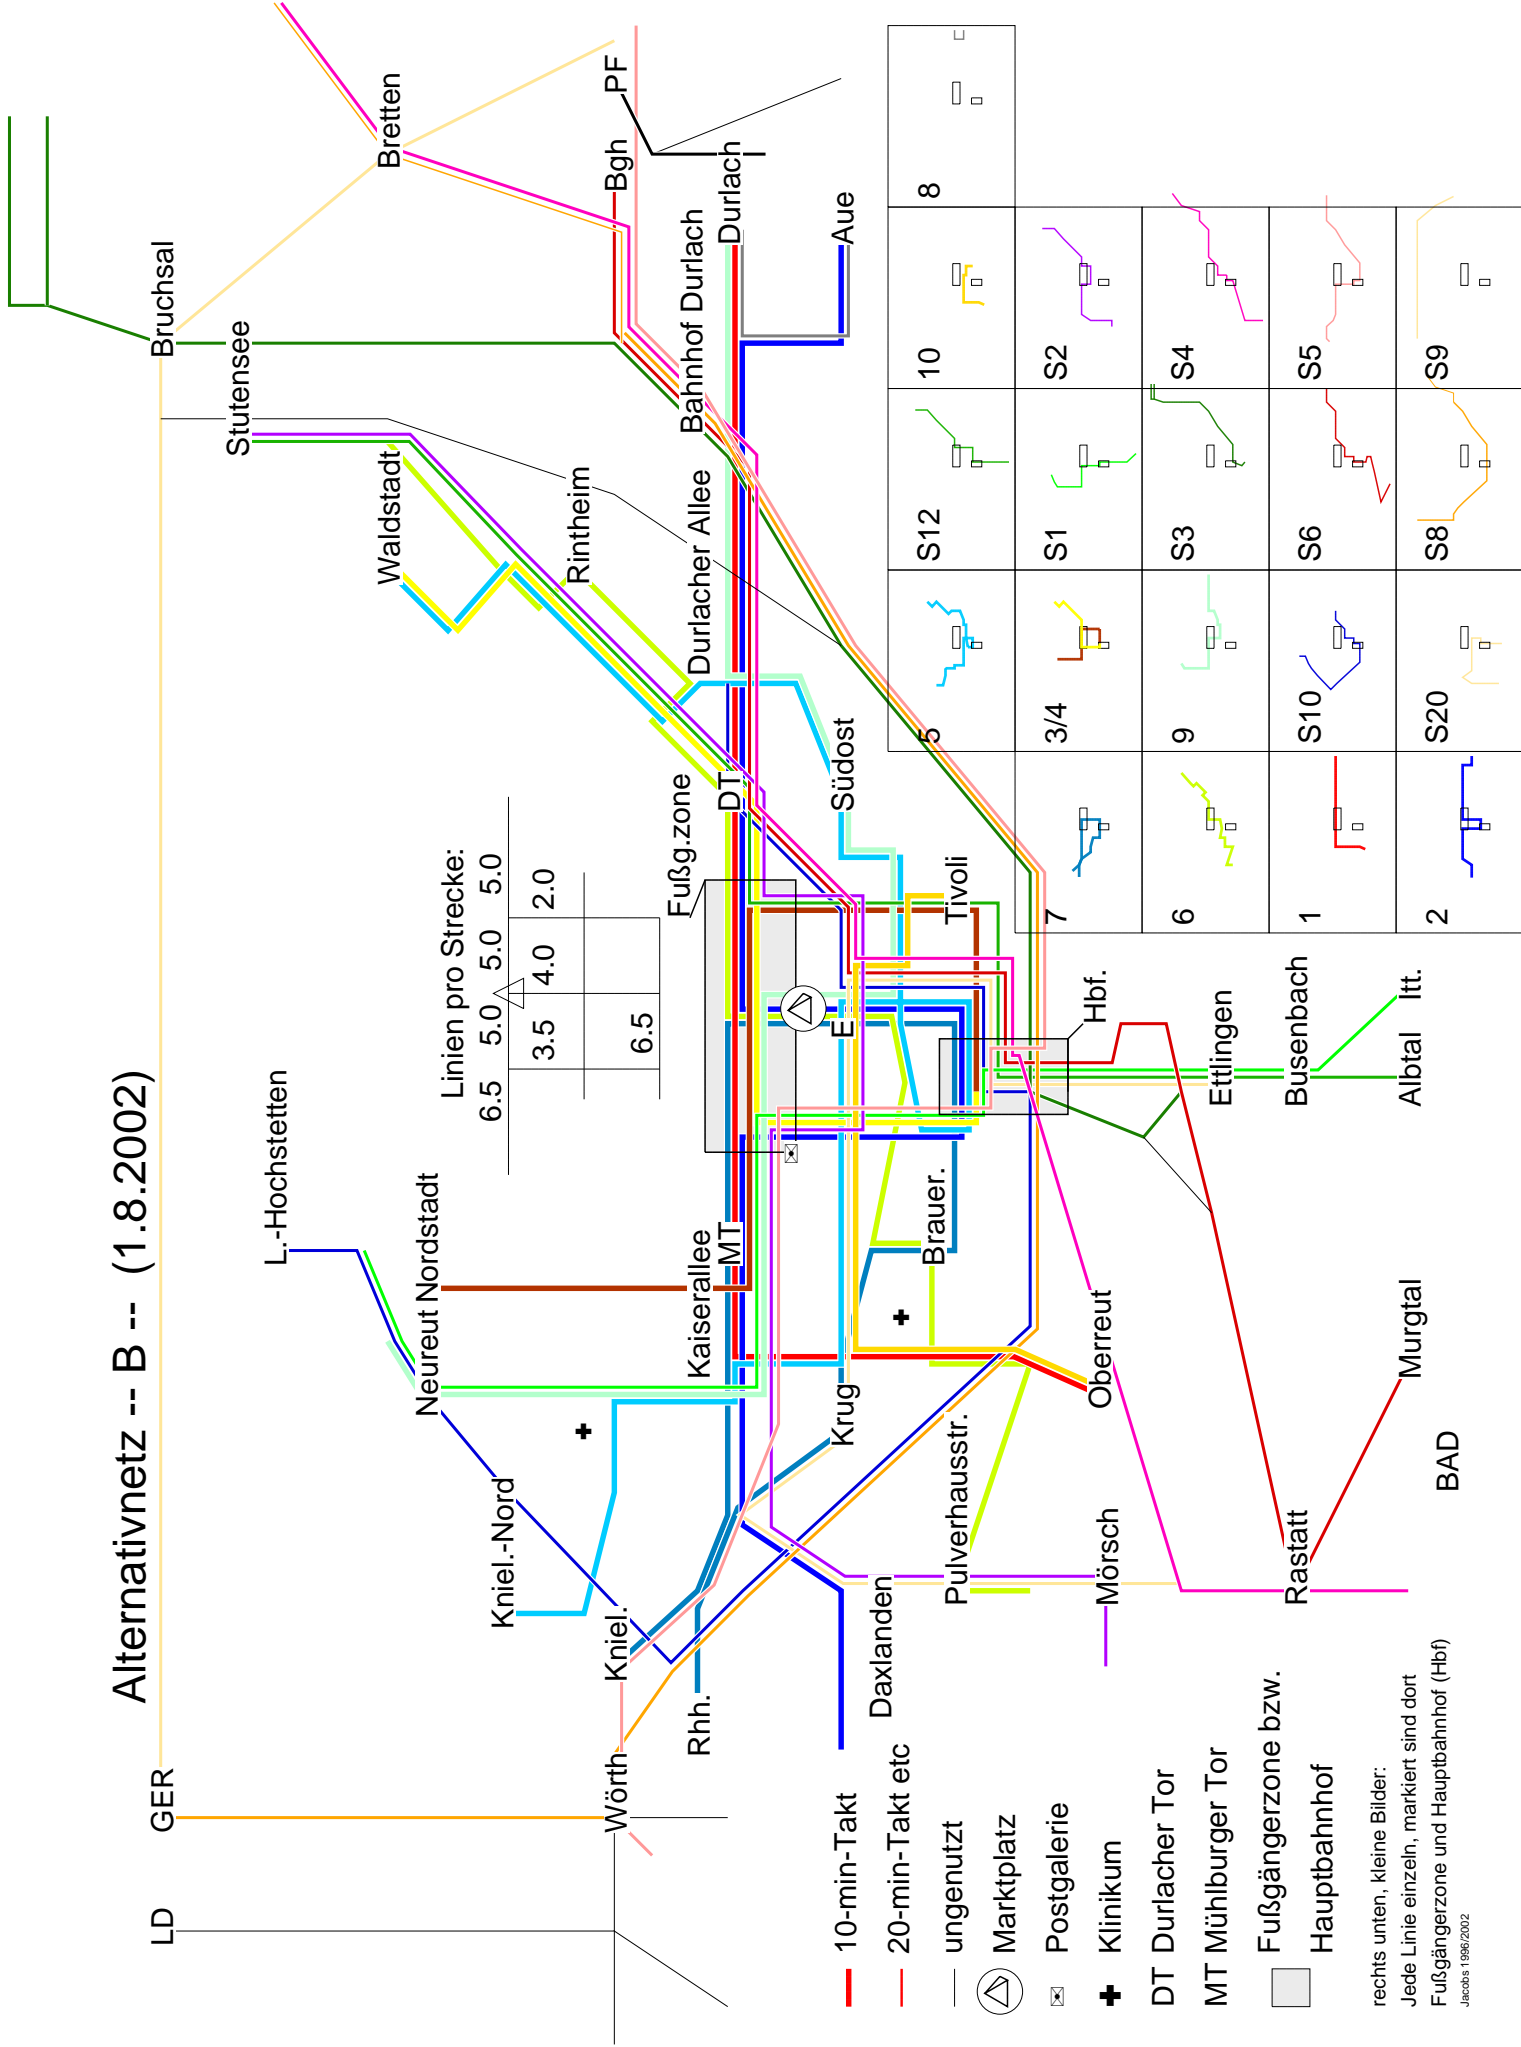 Alternativnetz -- B -- (1.8.2002)
LD
GER
Bruchsal
Stutensee
Bretten
L.-Hochstetten
Waldstadt
Neureut Nordstadt
Linien pro Strecke:
6.5 5.0 5.0 5.0
3.5 4.0 2.0
6.5
Kniel.-Nord
Rintheim
Wörth
Kniel.
Bgh
PF
Rhh.
Kaiserallee
Fußg.zone
Durlacher Allee
Bahnhof Durlach
MT
DT
Durlach
Krug
E
Südost
Aue
Daxlanden
Pulverhausstr.
Brauer.
Tivoli
Mörsch
Oberreut
Hbf.
Ettlingen
Rastatt
Busenbach
Murgtal
Albtal
Itt.
BAD
10-min-Takt
20-min-Takt etc
ungenutzt
Marktplatz
Postgalerie
Klinikum
DT Durlacher Tor
MT Mühlburger Tor
Fußgängerzone bzw.
Hauptbahnhof
rechts unten, kleine Bilder:
Jede Linie einzeln, markiert sind dort
Fußgängerzone und Hauptbahnhof (Hbf)
Jacobs 1996/2002
5 S12 10 8
7 3/4 S1 S2
6 9 S3 S4
1 S10 S6 S5
2 S20 S8 S9